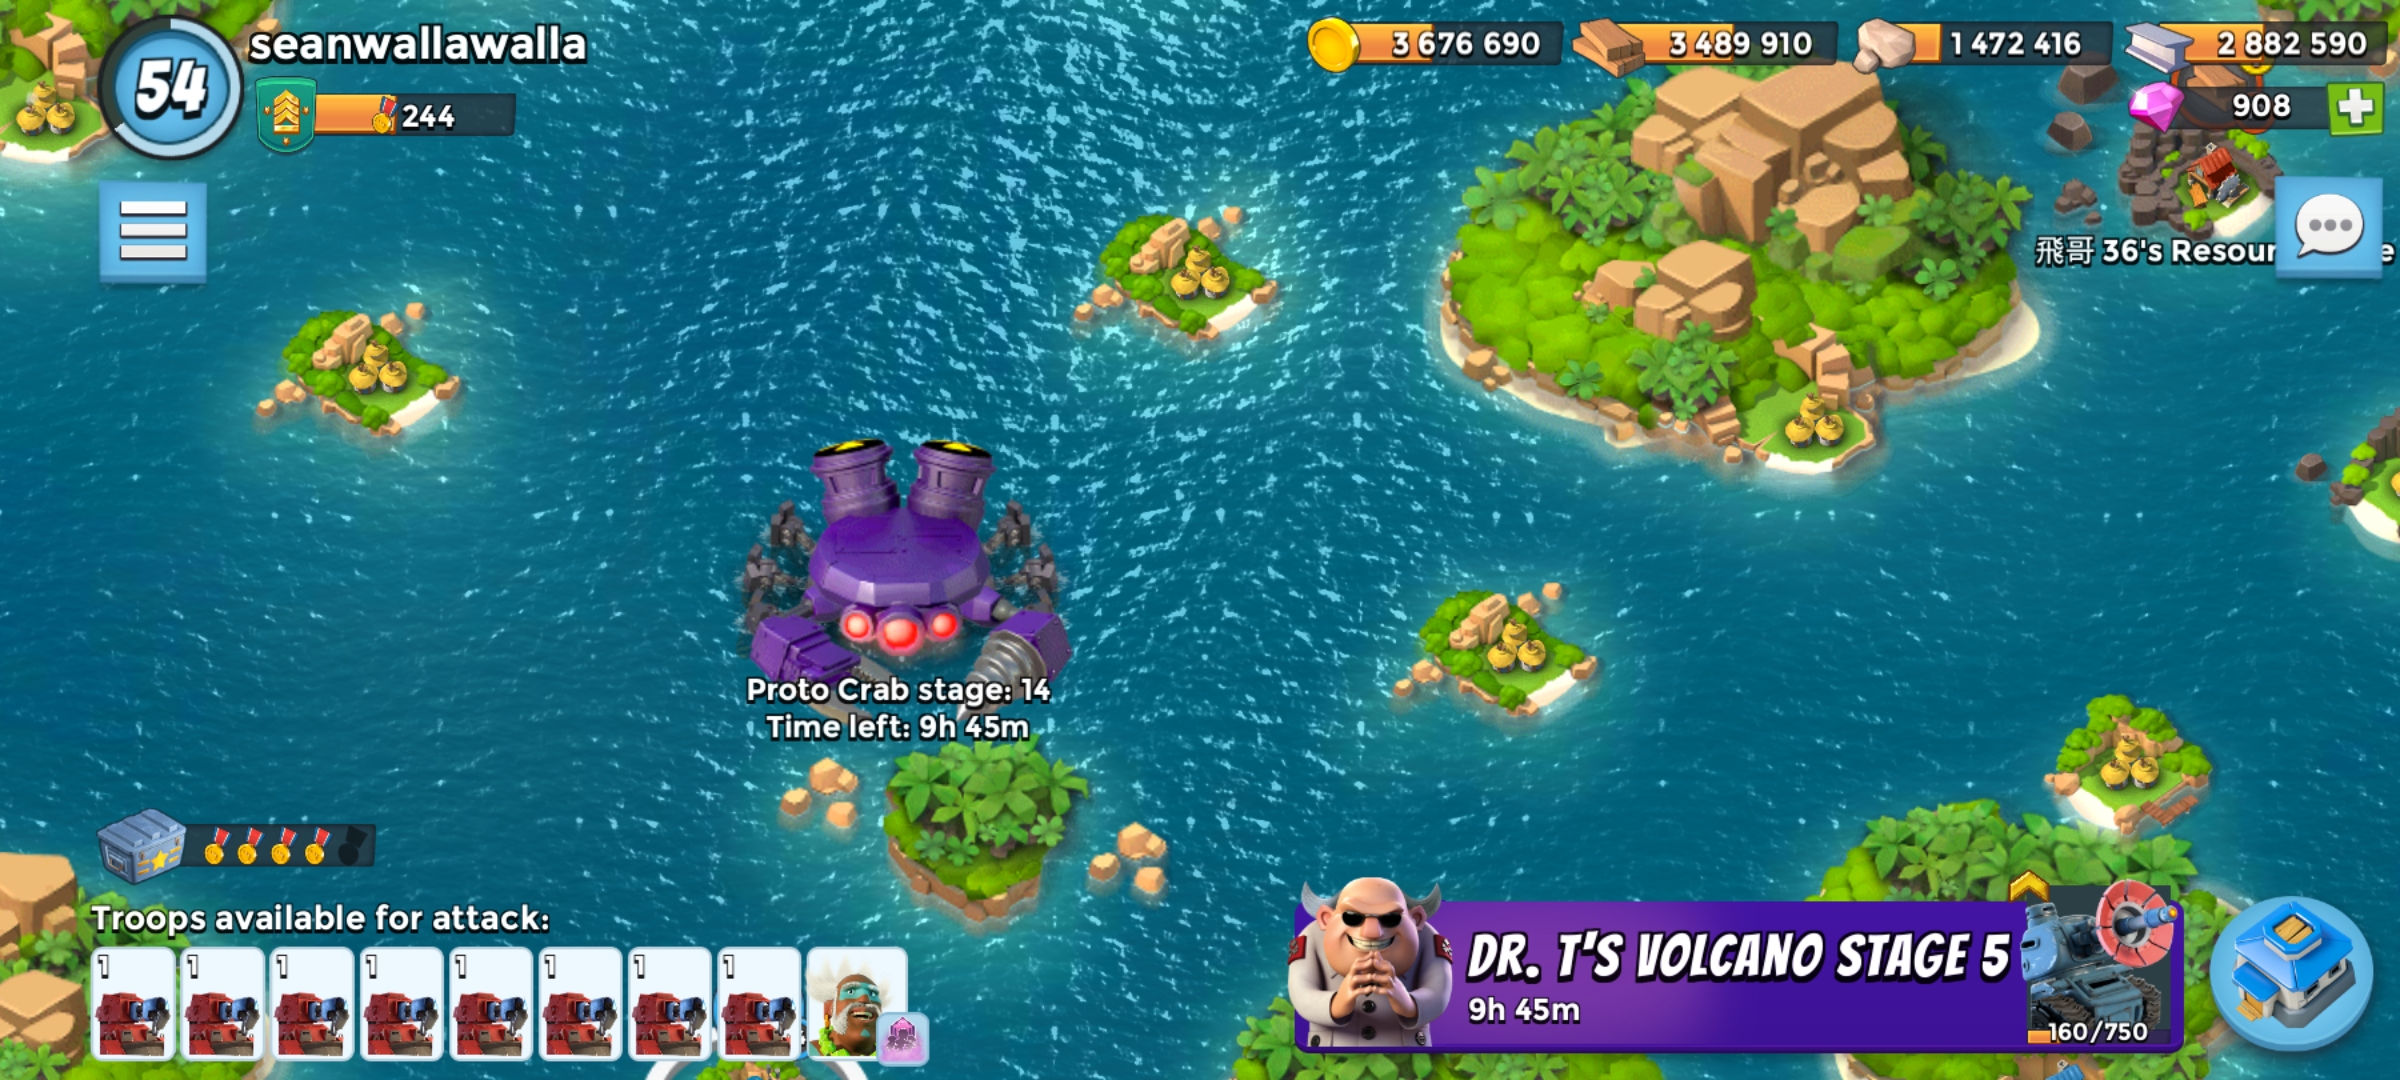 54
seanwallawalla
244
3 676 690
3 489 910
1 472 416
2 882 590
908
飛哥 36's Resour
e
Proto Crab stage: 14
Time left: 9h 45m
Troops available for attack:
1
1
1
1
1
1
1
1
DR. T'S VOLCANO STAGE 5
9h 45m
160/750